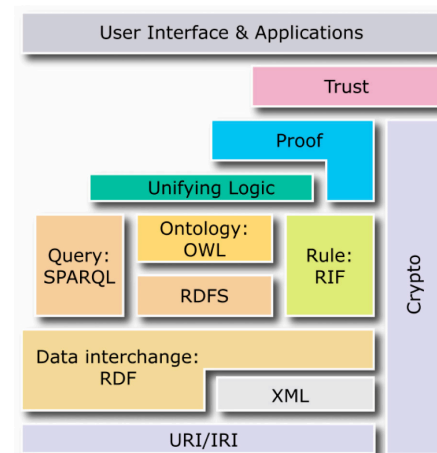 User Interface & Applications
Trust
Proof
Unifying Logic
Query:
SPARQL
Ontology:
OWL
RDFS
Rule:
RIF
Crypto
Data interchange:
RDF
XML
URI/IRI